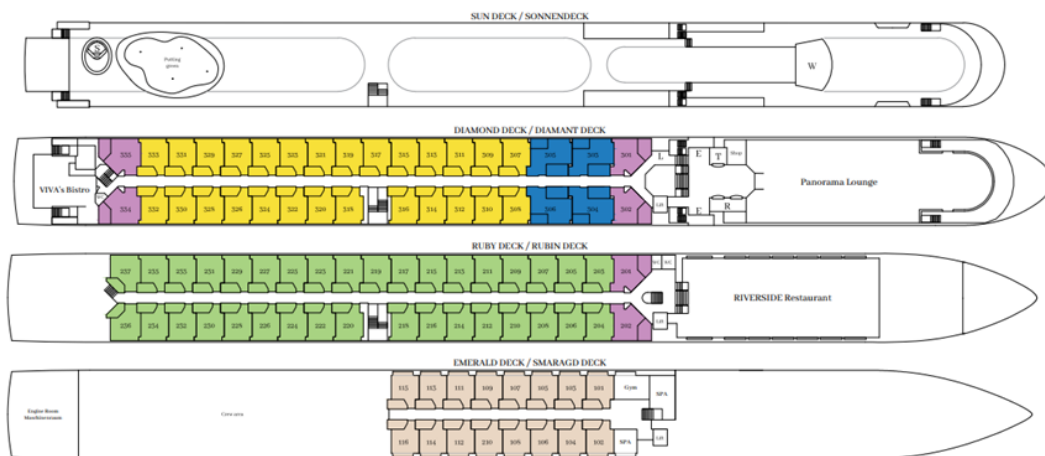 SUN DECK / SONNENDECK
S
Putting green
W
DIAMOND DECK / DIAMANT DECK
335 333 331 329 327 325 323 321 319 317 315 313 311 309 307 305 303 301 L E T Shop
VIVA's Bistro
Panorama Lounge
334 332 330 328 326 324 322 320 318 316 314 312 310 308 306 304 302 Lift E R
RUBY DECK / RUBIN DECK
237 235 233 231 229 227 225 223 221 219 217 215 213 211 209 207 205 203 201 WC WC
RIVERSIDE Restaurant
236 234 232 230 228 226 224 222 220 218 216 214 212 210 208 206 204 202 Lift
EMERALD DECK / SMARAGD DECK
115 113 111 109 107 105 103 101 Gym SPA
Engine Room
Maschinenraum
Crew area
116 114 112 210 108 106 104 102 SPA Lift